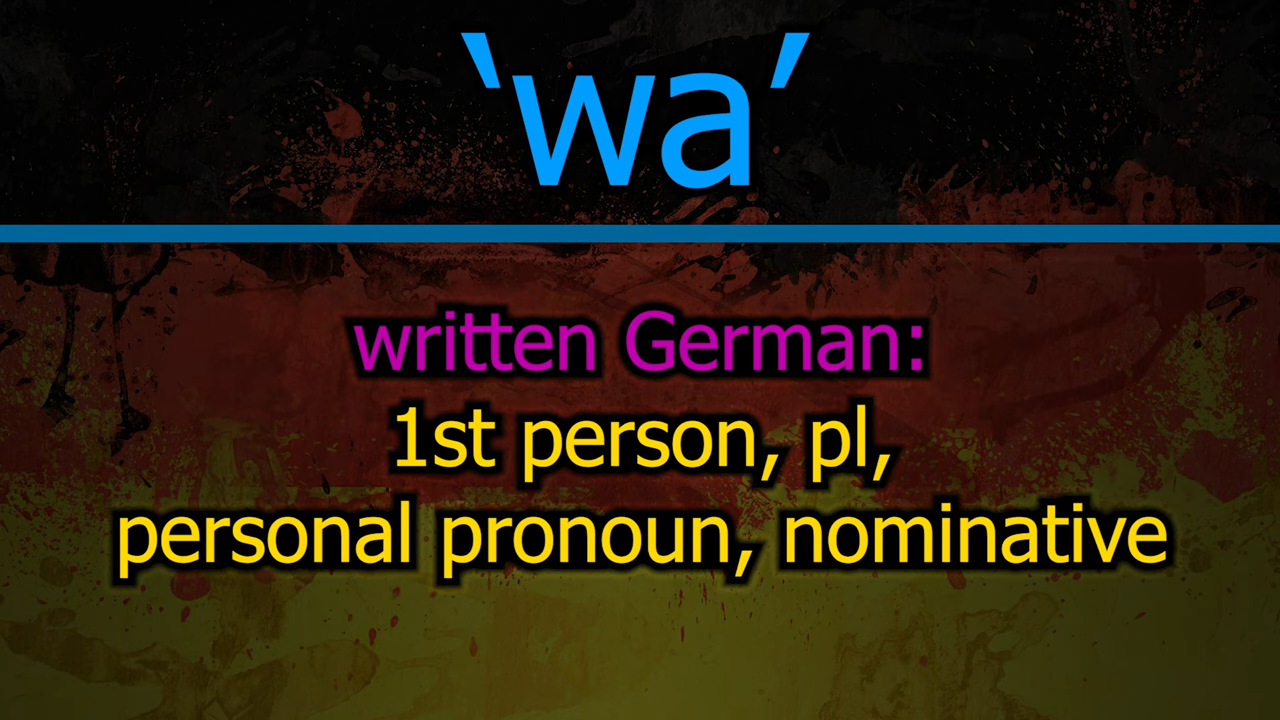 ‘wa’
written German:
1st person, pl,
personal pronoun, nominative